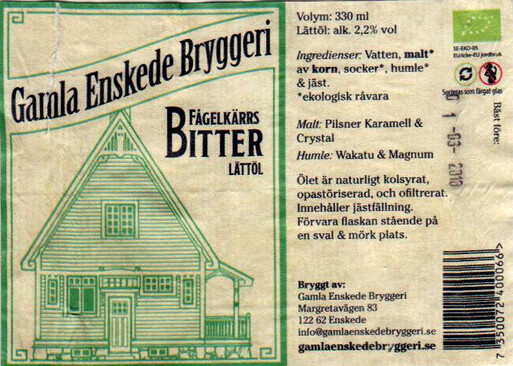 Gamla Enskede Bryggeri
FÅGELKÄRRS
BITTER
LÄTTÖL
Volym: 330 ml
Lättöl: alk. 2,2% vol
Ingredienser: Vatten, malt*
av korn, socker*, humle*
& jäst.
*ekologisk råvara
Malt: Pilsner Karamell &
Crystal
Humle: Wakatu & Magnum
Ölet är naturligt kolsyrat,
opastöriserad, och ofiltrerat.
Innehåller jästfällning.
Förvara flaskan stående på
en sval & mörk plats.
Bryggt av:
Gamla Enskede Bryggeri
Margretavägen 83
122 62 Enskede
info@gamlaenskedebryggeri.se
gamlaenskedebryggeri.se
SE-EKO-05
EU/icke-EU jordbruk
Sorteras som färgat glas
Bäst före:
01-03-2010
7 350072 400066>